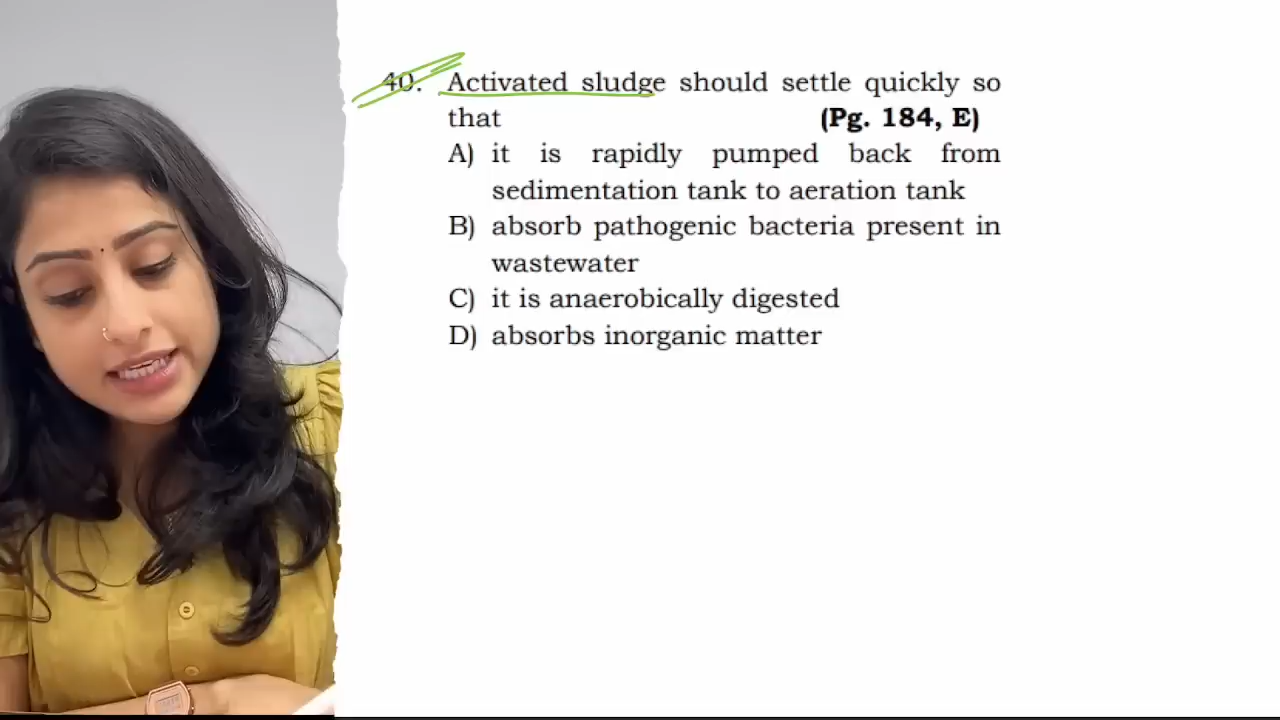 40. Activated sludge should settle quickly so
that (Pg. 184, E)
A) it is rapidly pumped back from
sedimentation tank to aeration tank
B) absorb pathogenic bacteria present in
wastewater
C) it is anaerobically digested
D) absorbs inorganic matter